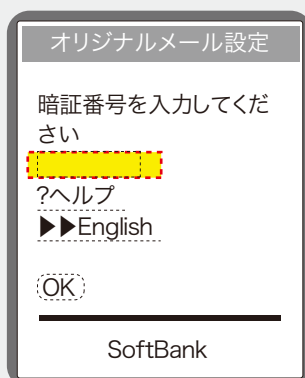 オリジナルメール設定
暗証番号を入力してくだ
さい
?ヘルプ
▶▶English
OK
SoftBank